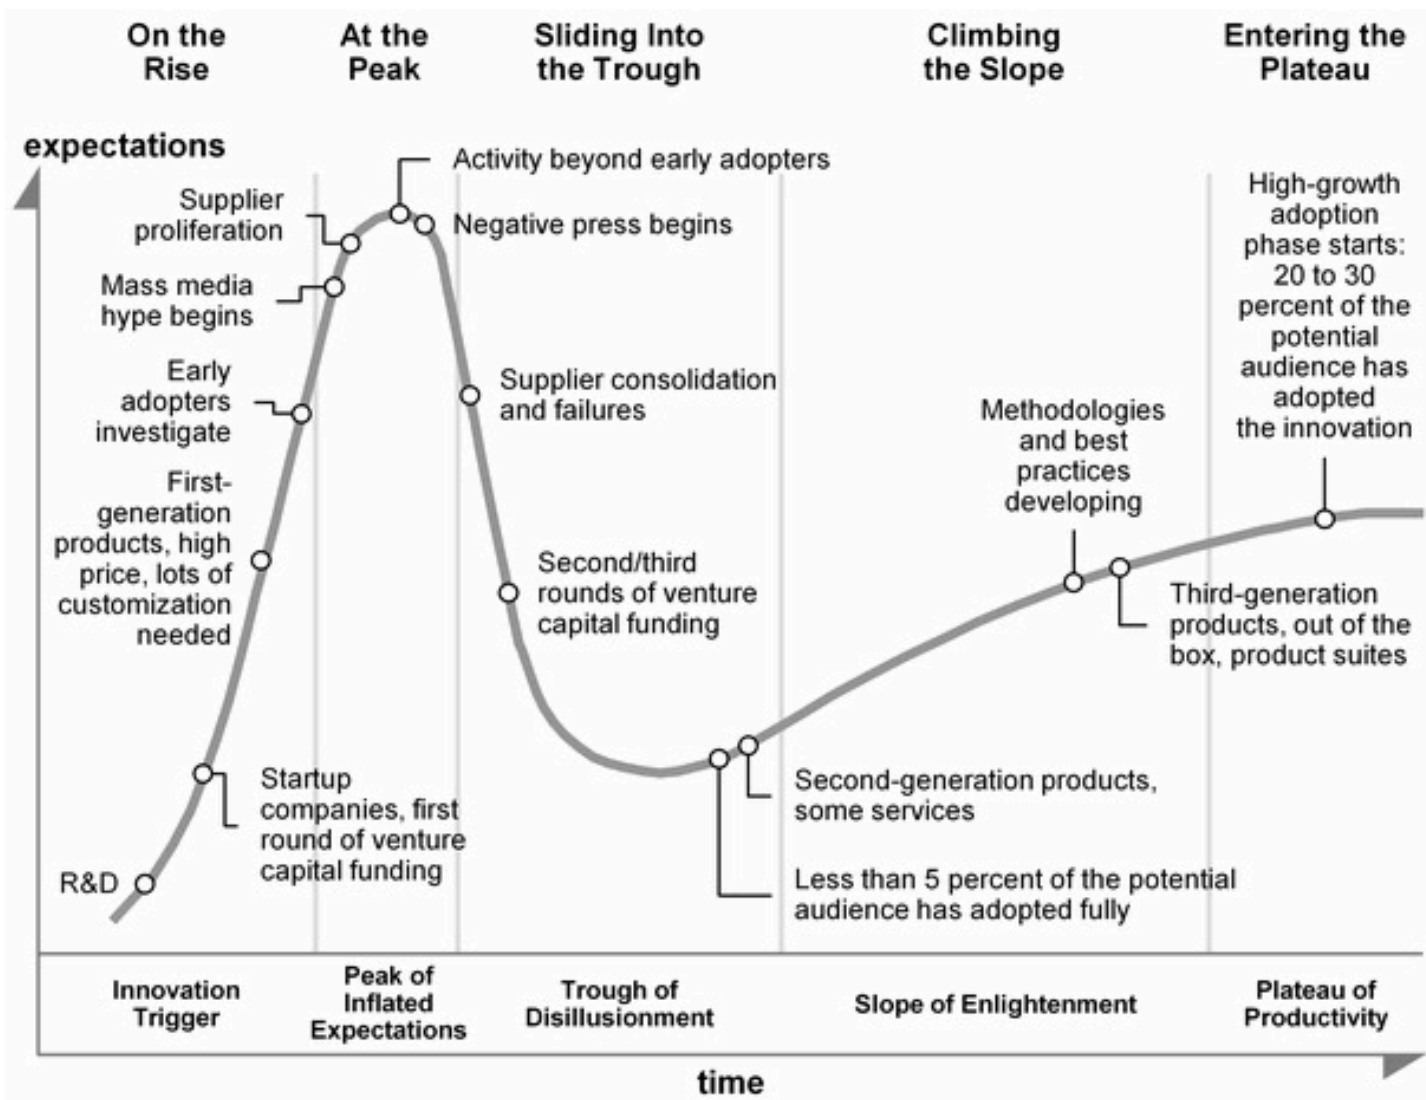 On the
Rise
At the
Peak
Sliding Into
the Trough
Climbing
the Slope
Entering the
Plateau
expectations
Activity beyond early adopters
Supplier
proliferation
Negative press begins
Mass media
hype begins
Early
adopters
investigate
First-
generation
products, high
price, lots of
customization
needed
Startup
companies, first
round of venture
capital funding
R&D
Supplier consolidation
and failures
Second/third
rounds of venture
capital funding
Second-generation products,
some services
Less than 5 percent of the potential
audience has adopted fully
Methodologies
and best
practices
developing
Third-generation
products, out of the
box, product suites
High-growth
adoption
phase starts:
20 to 30
percent of the
potential
audience has
adopted
the innovation
Innovation
Trigger
Peak of
Inflated
Expectations
Trough of
Disillusionment
Slope of Enlightenment
Plateau of
Productivity
time